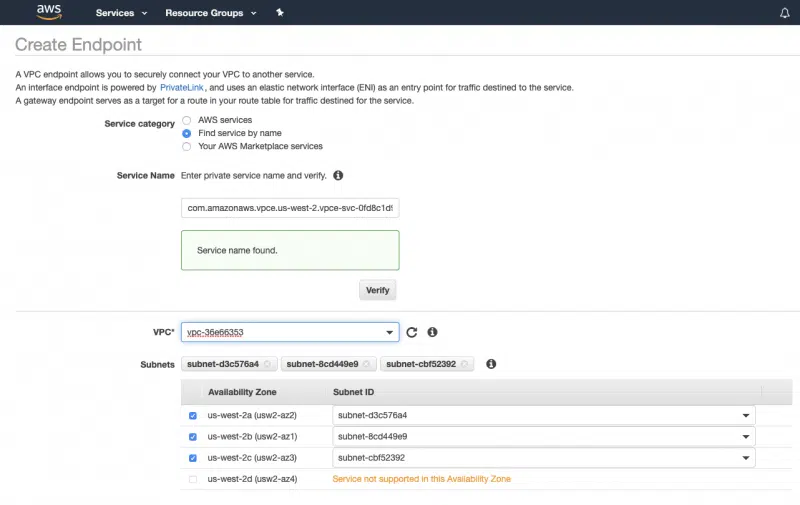 aws Services Resource Groups
Create Endpoint
A VPC endpoint allows you to securely connect your VPC to another service.
An interface endpoint is powered by PrivateLink, and uses an elastic network interface (ENI) as an entry point for traffic destined to the service.
A gateway endpoint serves as a target for a route in your route table for traffic destined for the service.
Service category AWS services
Find service by name
Your AWS Marketplace services
Service Name Enter private service name and verify.
com.amazonaws.vpce.us-west-2.vpce-svc-0fd8c1d5
Service name found.
Verify
VPC* vpc-36e66353
Subnets subnet-d3c576a4 subnet-8cd449e9 subnet-cbf52392
Availability Zone Subnet ID
us-west-2a (usw2-az2) subnet-d3c576a4
us-west-2b (usw2-az1) subnet-8cd449e9
us-west-2c (usw2-az3) subnet-cbf52392
us-west-2d (usw2-az4) Service not supported in this Availability Zone